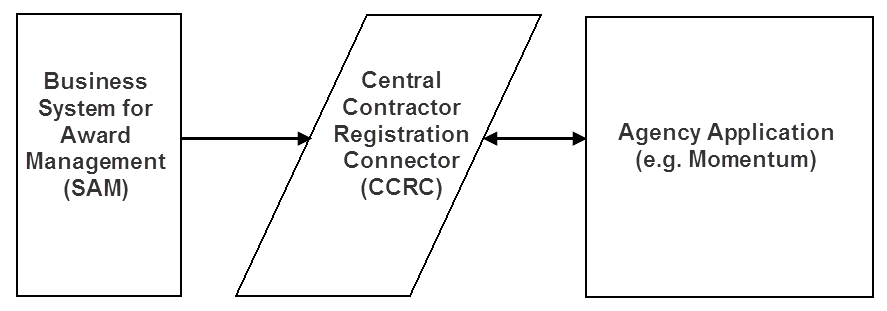 Business
System for
Award
Management
(SAM)
Central
Contractor
Registration
Connector
(CCRC)
Agency Application
(e.g. Momentum)